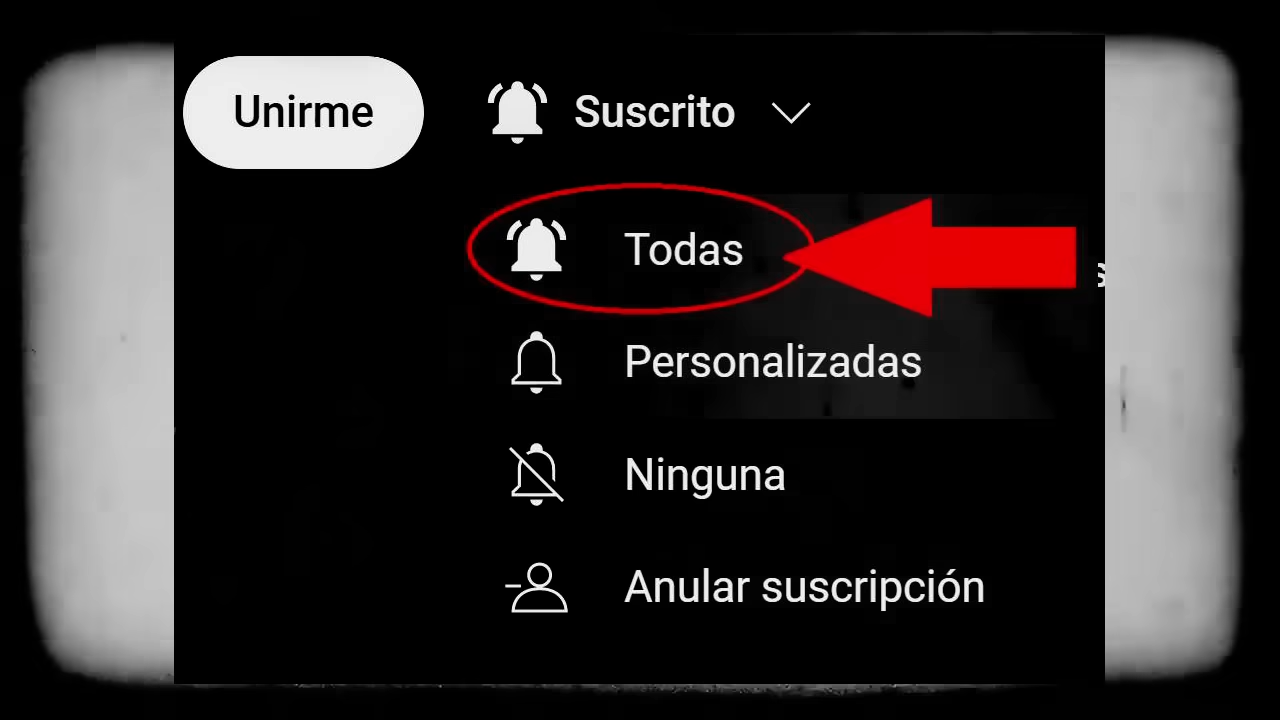 Unirme Suscrito
Todas
Personalizadas
Ninguna
Anular suscripción